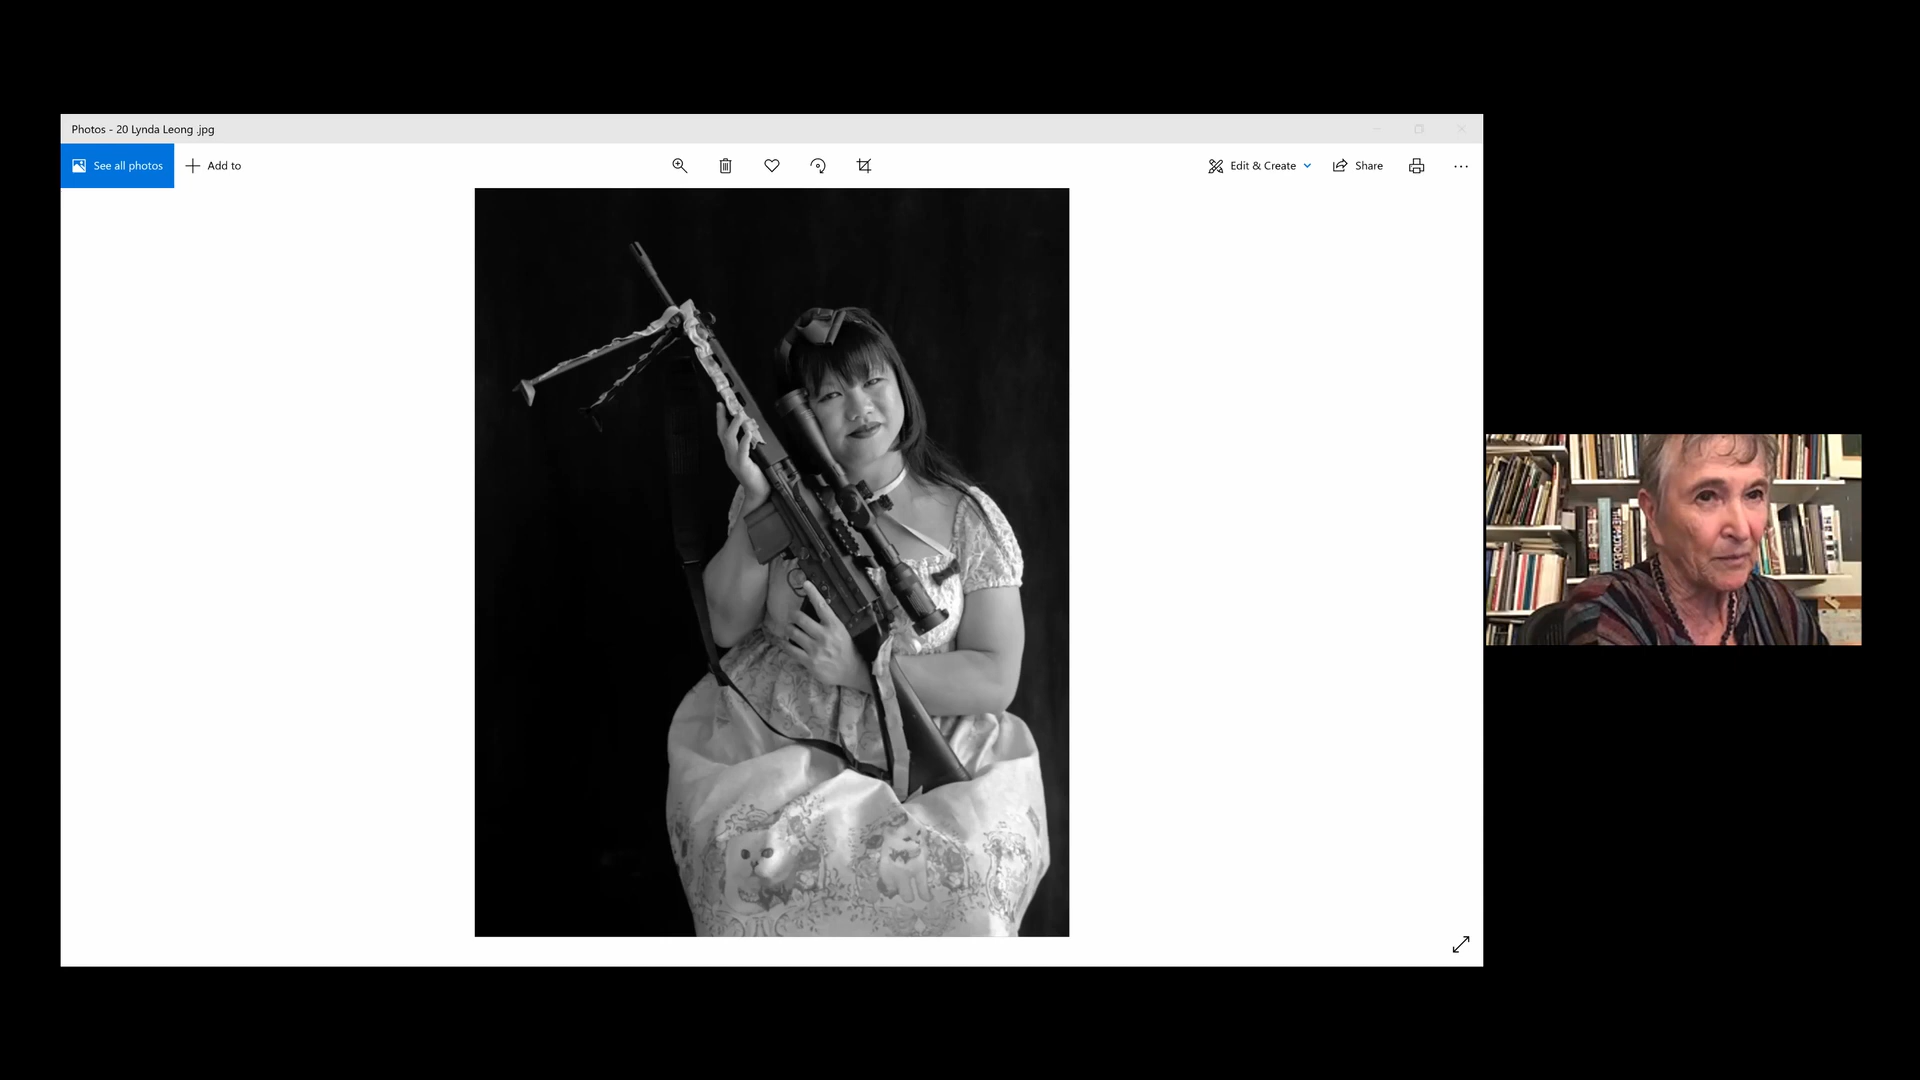 Photos - 20 Lynda Leong .jpg
See all photos
Add to
Edit & Create
Share